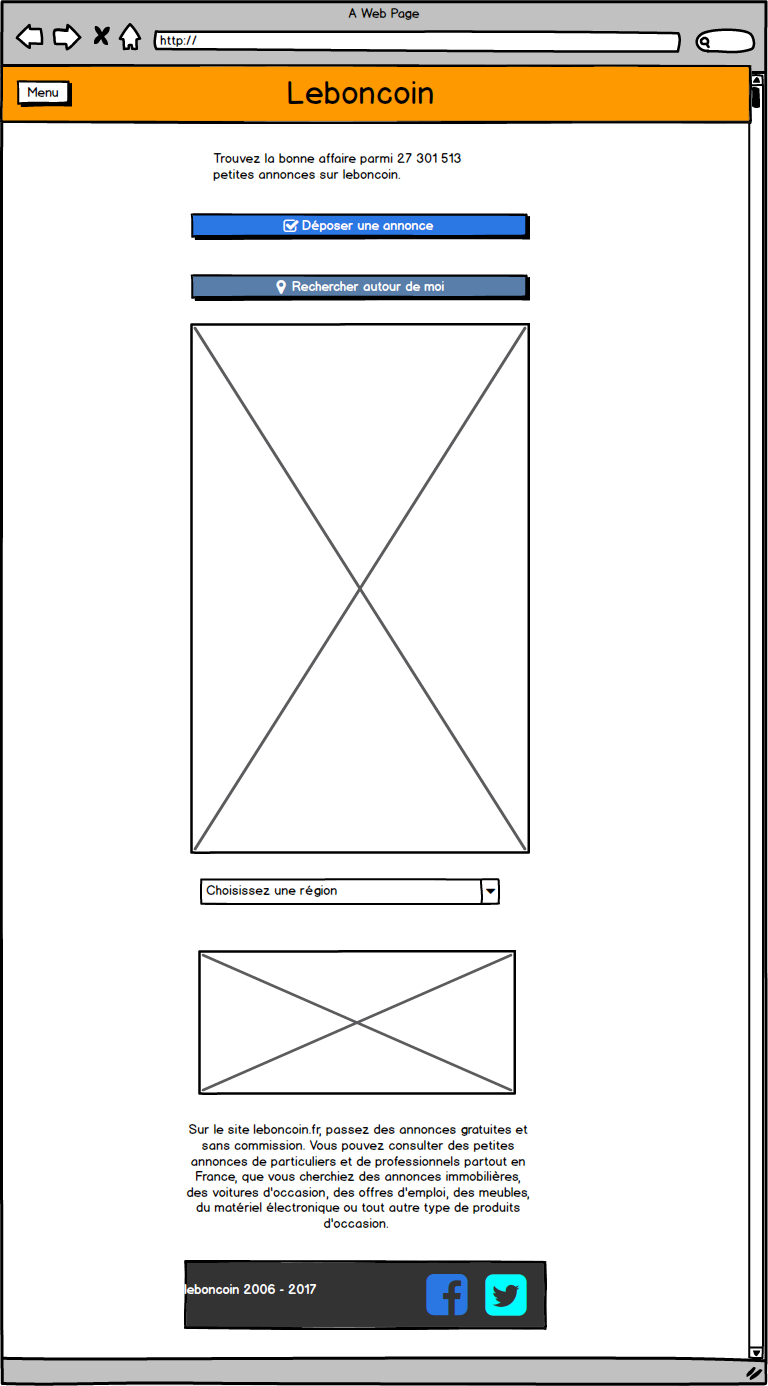 A Web Page
http://
Menu
Leboncoin
Trouvez la bonne affaire parmi 27 301 513
petites annonces sur leboncoin.
Déposer une annonce
Rechercher autour de moi
Choisissez une région
Sur le site leboncoin.fr, passez des annonces gratuites et
sans commission. Vous pouvez consulter des petites
annonces de particuliers et de professionnels partout en
France, que vous cherchiez des annonces immobilières,
des voitures d'occasion, des offres d'emploi, des meubles,
du matériel électronique ou tout autre type de produits
d'occasion.
leboncoin 2006 - 2017